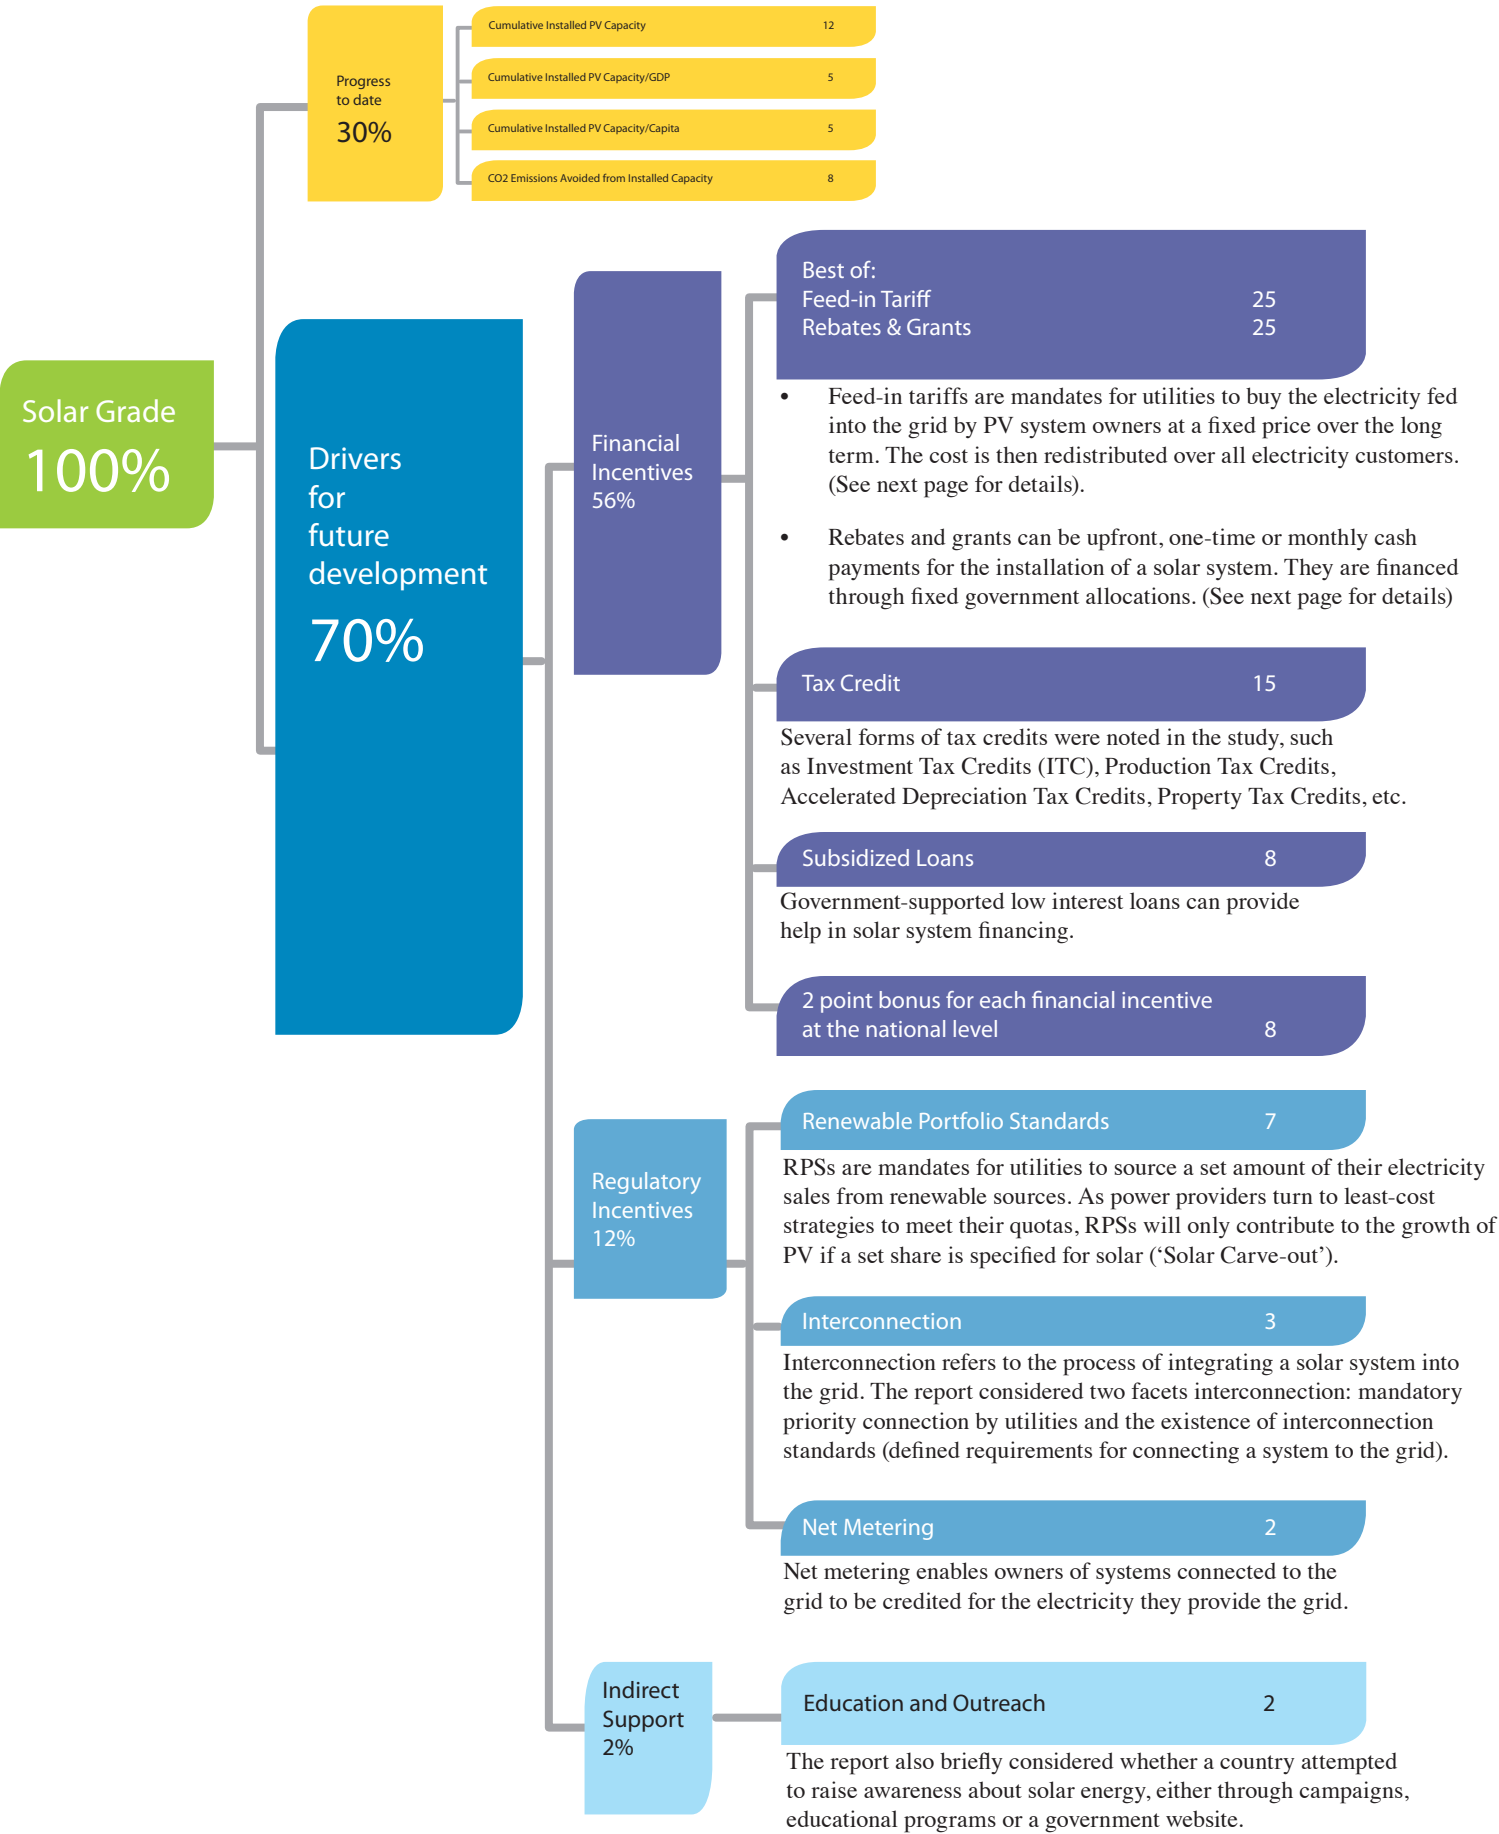 Solar Grade
100%
Progress
to date
30%
Cumulative Installed PV Capacity 12
Cumulative Installed PV Capacity/GDP 5
Cumulative Installed PV Capacity/Capita 5
CO2 Emissions Avoided from Installed Capacity 8
Drivers
for
future
development
70%
Financial
Incentives
56%
Best of:
Feed-in Tariff 25
Rebates & Grants 25
• Feed-in tariffs are mandates for utilities to buy the electricity fed
into the grid by PV system owners at a fixed price over the long
term. The cost is then redistributed over all electricity customers.
(See next page for details).
• Rebates and grants can be upfront, one-time or monthly cash
payments for the installation of a solar system. They are financed
through fixed government allocations. (See next page for details)
Tax Credit 15
Several forms of tax credits were noted in the study, such
as Investment Tax Credits (ITC), Production Tax Credits,
Accelerated Depreciation Tax Credits, Property Tax Credits, etc.
Subsidized Loans 8
Government-supported low interest loans can provide
help in solar system financing.
2 point bonus for each financial incentive
at the national level 8
Regulatory
Incentives
12%
Renewable Portfolio Standards 7
RPSs are mandates for utilities to source a set amount of their electricity
sales from renewable sources. As power providers turn to least-cost
strategies to meet their quotas, RPSs will only contribute to the growth of
PV if a set share is specified for solar (‘Solar Carve-out’).
Interconnection 3
Interconnection refers to the process of integrating a solar system into
the grid. The report considered two facets interconnection: mandatory
priority connection by utilities and the existence of interconnection
standards (defined requirements for connecting a system to the grid).
Net Metering 2
Net metering enables owners of systems connected to the
grid to be credited for the electricity they provide the grid.
Indirect
Support
2%
Education and Outreach 2
The report also briefly considered whether a country attempted
to raise awareness about solar energy, either through campaigns,
educational programs or a government website.